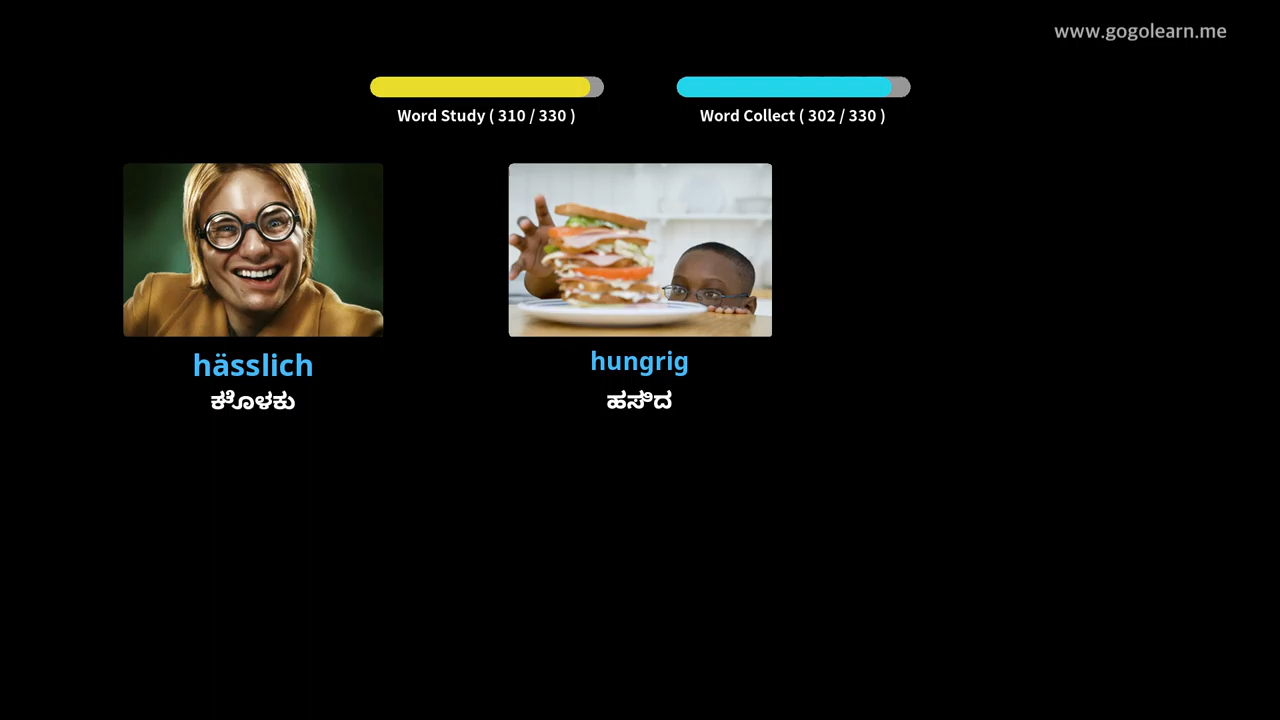 www.gogolearn.me
Word Study ( 310 / 330 )
Word Collect ( 302 / 330 )
hässlich
ಕೊಳಕು
hungrig
ಹಸಿದ